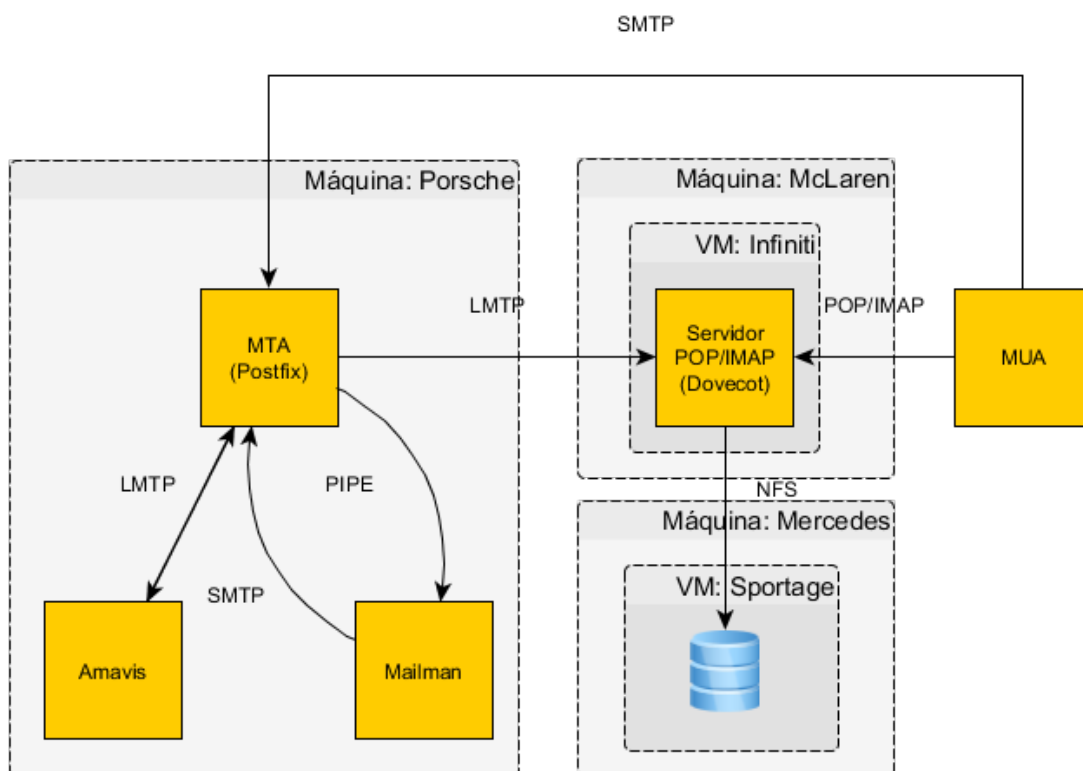 SMTP
Máquina: Porsche
Máquina: McLaren
VM: Infiniti
MTA
(Postfix)
LMTP
Servidor
POP/IMAP
(Dovecot)
POP/IMAP
MUA
LMTP
PIPE
SMTP
Amavis
Mailman
NFS
Máquina: Mercedes
VM: Sportage